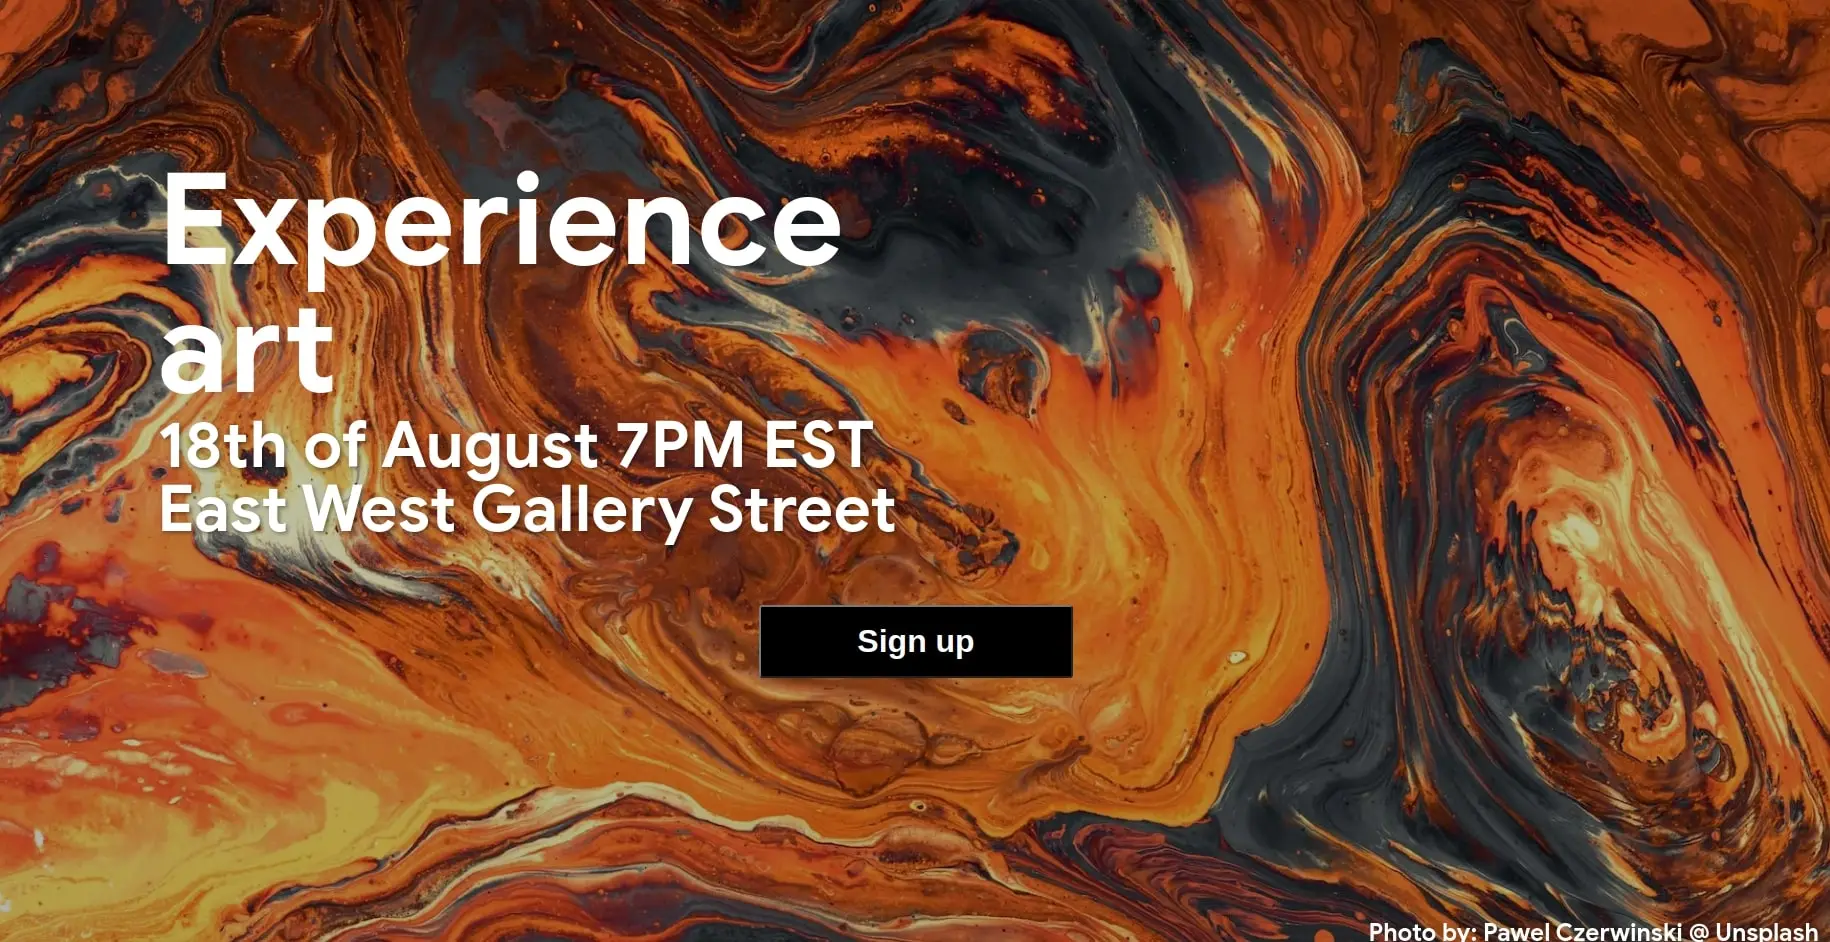 Experience
art
18th of August 7PM EST
East West Gallery Street
Sign up
Photo by: Pawel Czerwinski @ Unsplash